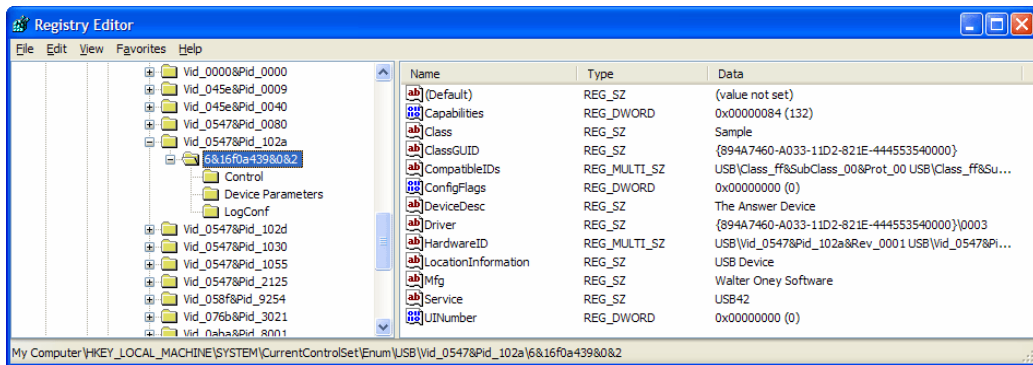 Registry Editor
File Edit View Favorites Help
Vid_0000&Pid_0000
Vid_045e&Pid_0009
Vid_045e&Pid_0040
Vid_0547&Pid_0080
Vid_0547&Pid_102a
6&16f0a439&0&2
Control
Device Parameters
LogConf
Vid_0547&Pid_102d
Vid_0547&Pid_1030
Vid_0547&Pid_1055
Vid_0547&Pid_2125
Vid_058f&Pid_9254
Vid_076b&Pid_3021
Vid_0aba&Pid_8001
Name Type Data
(Default) REG_SZ (value not set)
Capabilities REG_DWORD 0x00000084 (132)
Class REG_SZ Sample
ClassGUID REG_SZ {894A7460-A033-11D2-821E-444553540000}
CompatibleIDs REG_MULTI_SZ USB\Class_ff&SubClass_00&Prot_00 USB\Class_ff&Su...
ConfigFlags REG_DWORD 0x00000000 (0)
DeviceDesc REG_SZ The Answer Device
Driver REG_SZ {894A7460-A033-11D2-821E-444553540000}\0003
HardwareID REG_MULTI_SZ USB\Vid_0547&Pid_102a&Rev_0001 USB\Vid_0547&Pi...
LocationInformation REG_SZ USB Device
Mfg REG_SZ Walter Oney Software
Service REG_SZ USB42
UINumber REG_DWORD 0x00000000 (0)
My Computer\HKEY_LOCAL_MACHINE\SYSTEM\CurrentControlSet\Enum\USB\Vid_0547&Pid_102a\6&16f0a439&0&2